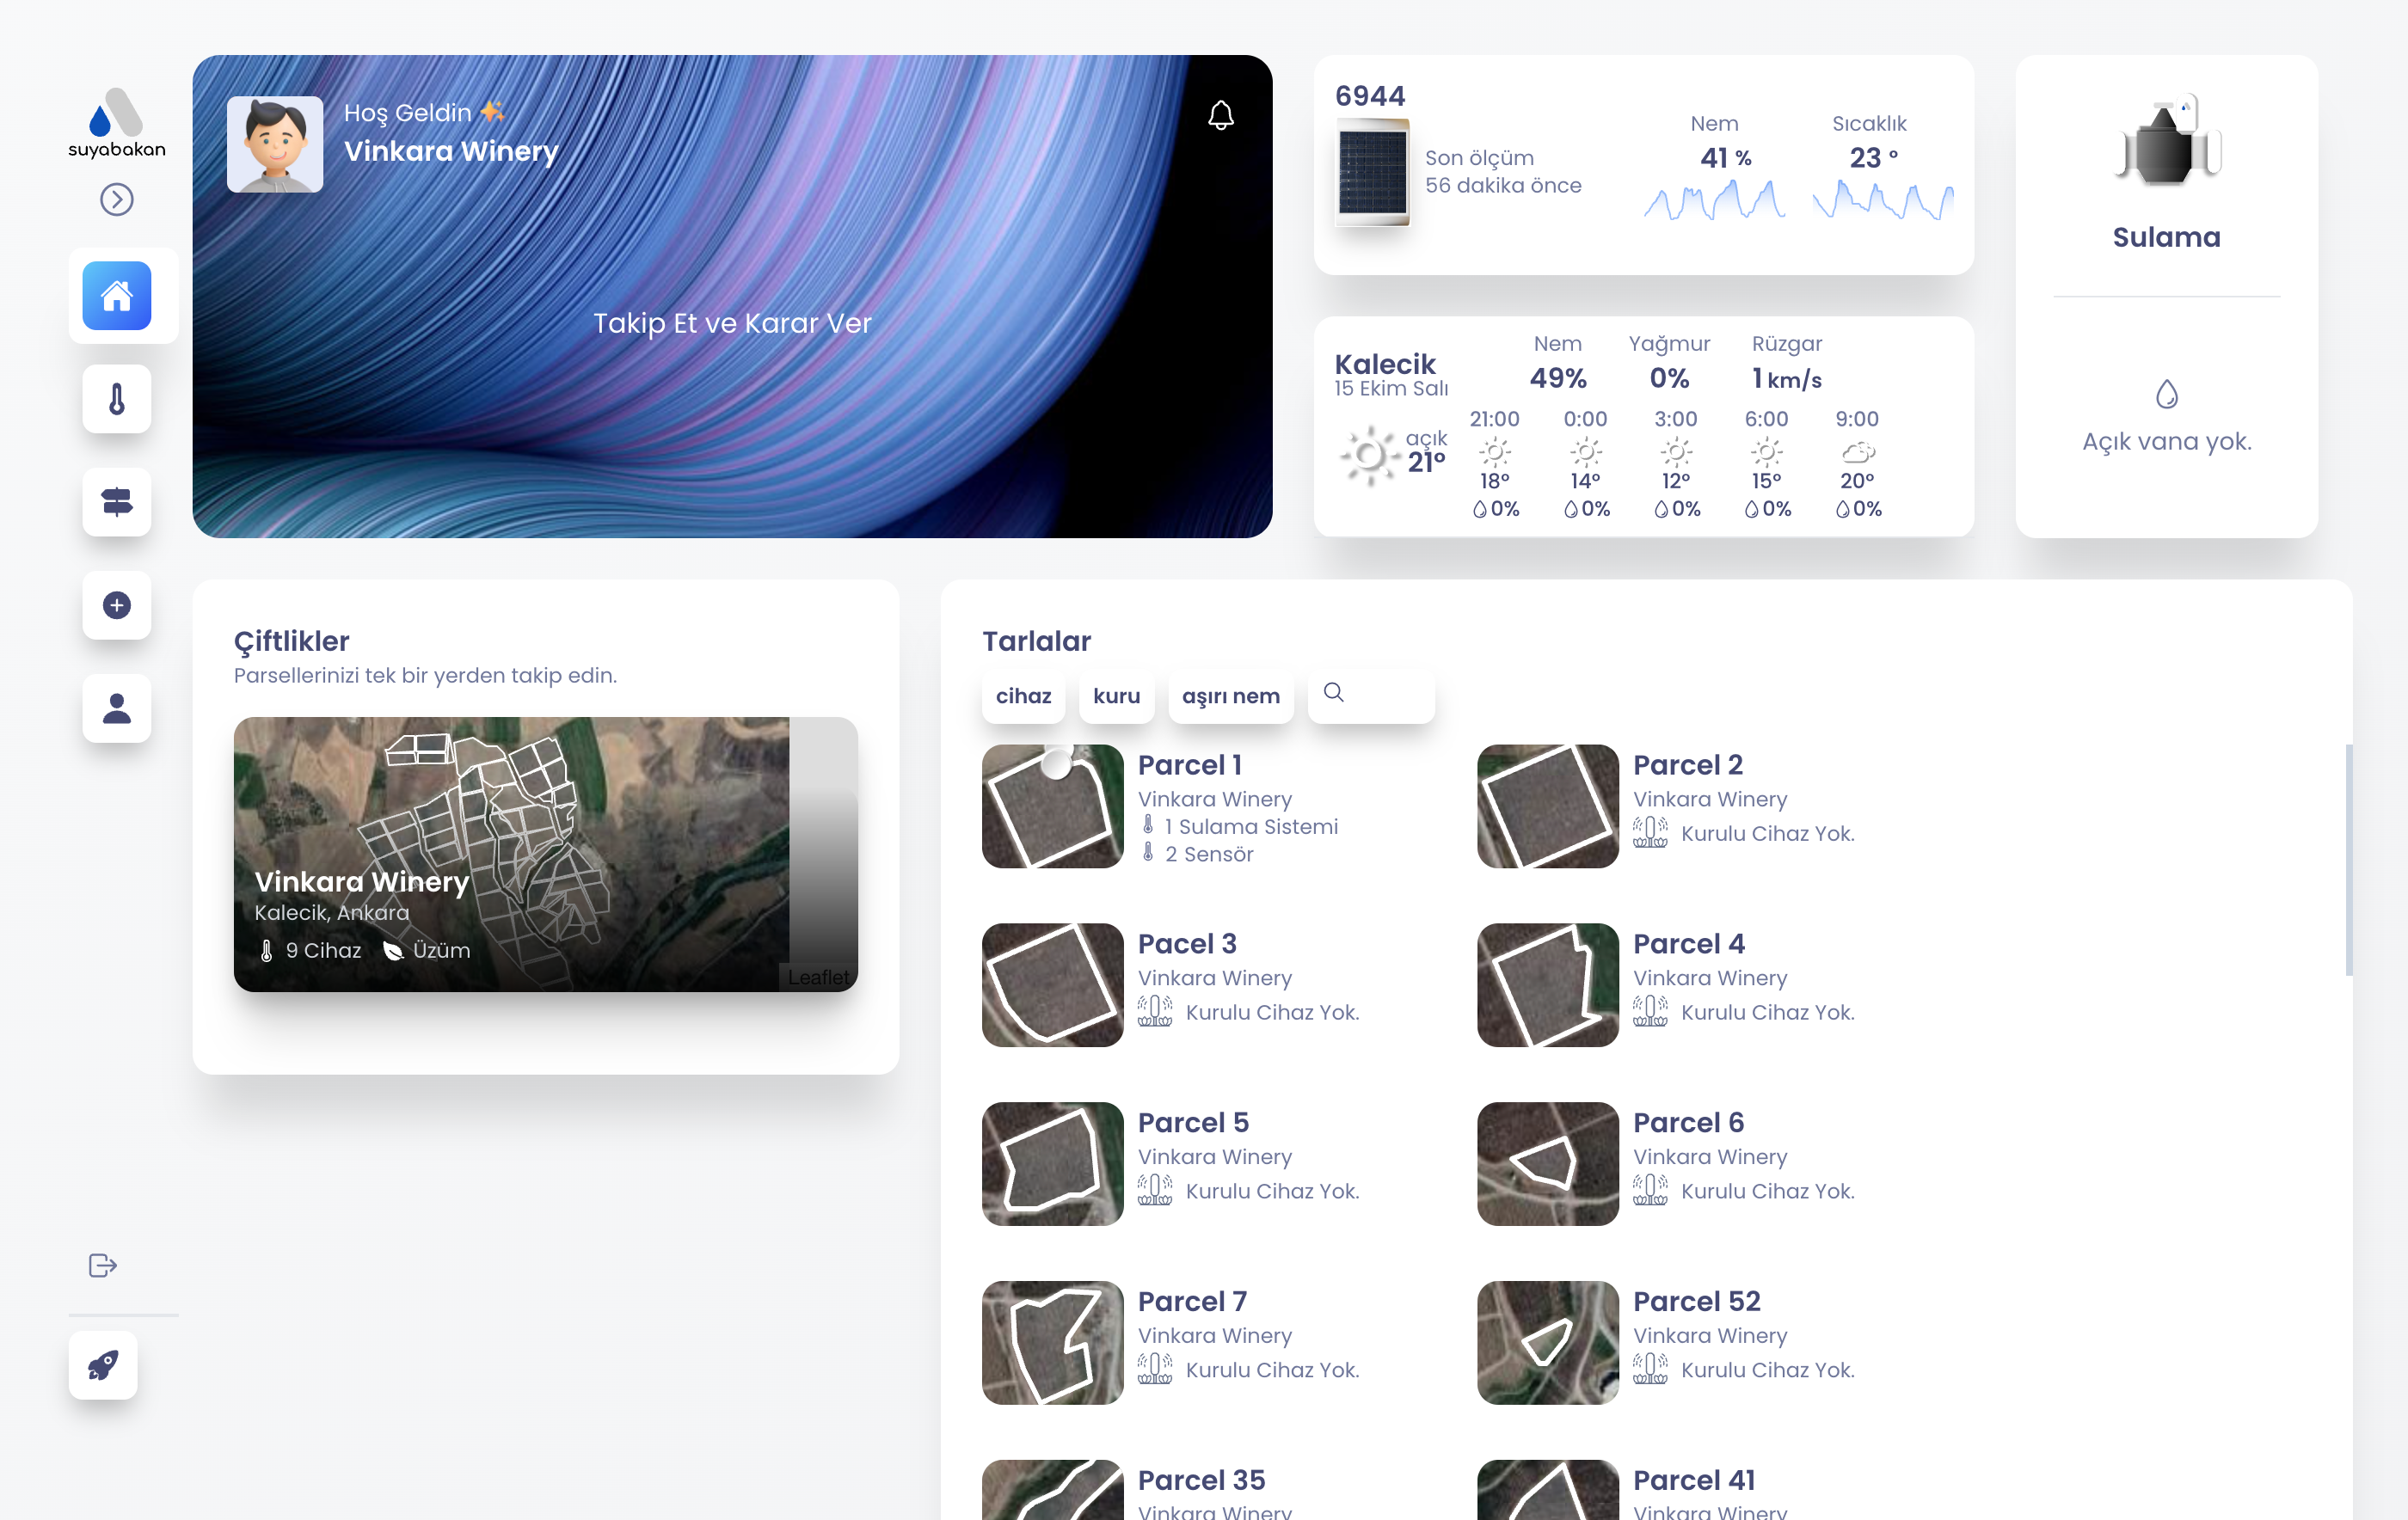 suyabakan
Hoş Geldin ✨
Vinkara Winery
Takip Et ve Karar Ver
6944
Son ölçüm
56 dakika önce
Nem
41 %
Sıcaklık
23 °
Kalecik
15 Ekim Salı
açık
21°
Nem Yağmur Rüzgar
49% 0% 1 km/s
21:00 0:00 3:00 6:00 9:00
18° 14° 12° 15° 20°
0% 0% 0% 0% 0%
Sulama
Açık vana yok.
Çiftlikler
Parsellerinizi tek bir yerden takip edin.
Vinkara Winery
Kalecik, Ankara
9 Cihaz Üzüm
Leaflet
Tarlalar
cihaz kuru aşırı nem
Parcel 1
Vinkara Winery
1 Sulama Sistemi
2 Sensör
Parcel 2
Vinkara Winery
Kurulu Cihaz Yok.
Pacel 3
Vinkara Winery
Kurulu Cihaz Yok.
Parcel 4
Vinkara Winery
Kurulu Cihaz Yok.
Parcel 5
Vinkara Winery
Kurulu Cihaz Yok.
Parcel 6
Vinkara Winery
Kurulu Cihaz Yok.
Parcel 7
Vinkara Winery
Kurulu Cihaz Yok.
Parcel 52
Vinkara Winery
Kurulu Cihaz Yok.
Parcel 35
Vinkara Winery
Parcel 41
Vinkara Winery